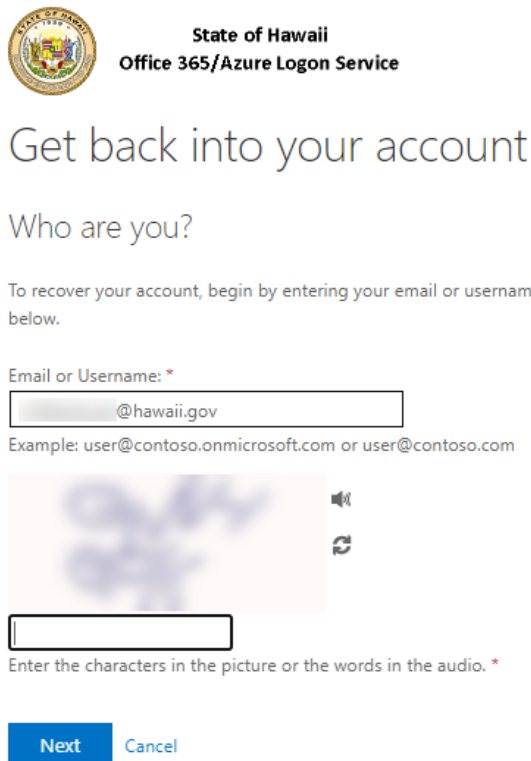 State of Hawaii
Office 365/Azure Logon Service
Get back into your account
Who are you?
To recover your account, begin by entering your email or usernam
below.
Email or Username: *
@hawaii.gov
Example: user@contoso.onmicrosoft.com or user@contoso.com
Enter the characters in the picture or the words in the audio. *
Next Cancel